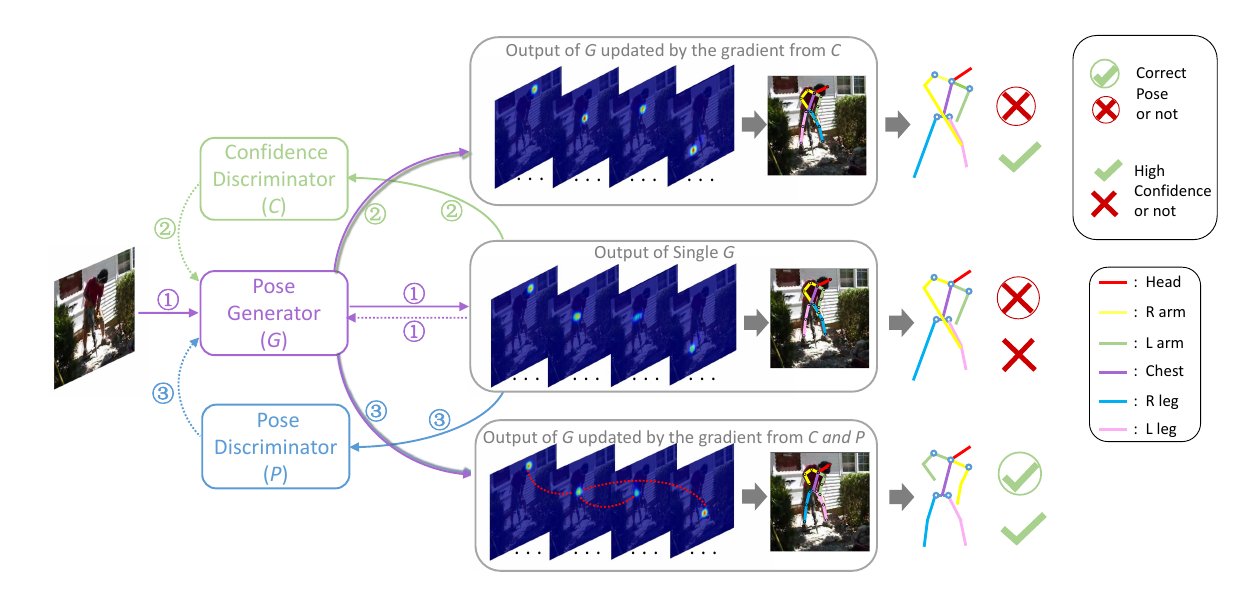 Output of G updated by the gradient from C
. . .
. . .
. . .
. . .
Correct
Pose
or not
High
Confidence
or not
Confidence
Discriminator
(C)
②
②
②
①
Pose
Generator
(G)
①
①
Output of Single G
. . .
. . .
. . .
. . .
: Head
: R arm
: L arm
: Chest
: R leg
: L leg
③
③
③
Pose
Discriminator
(P)
Output of G updated by the gradient from C and P
. . .
. . .
. . .
. . .